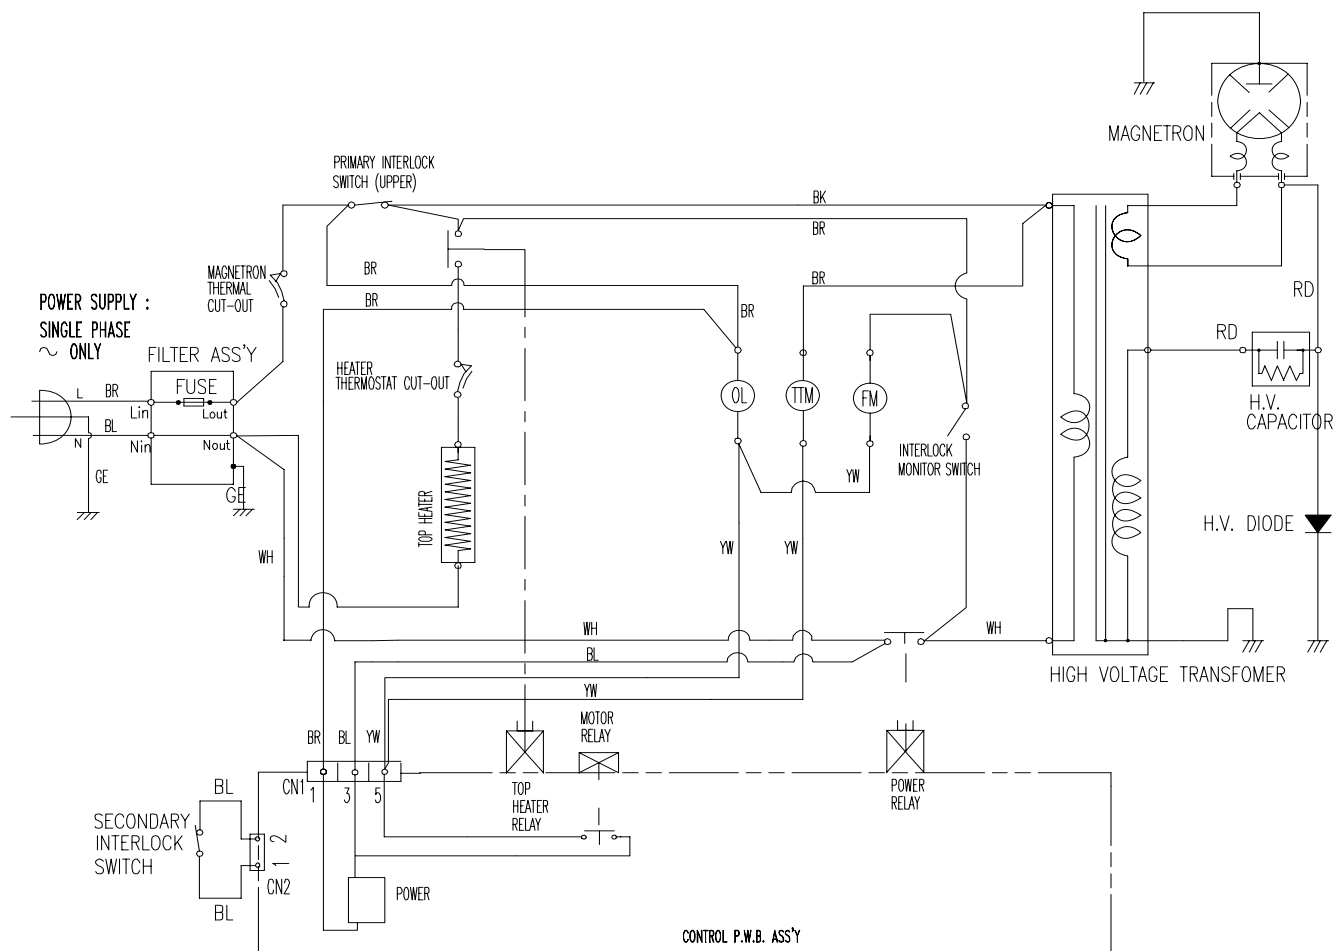 MAGNETRON
PRIMARY INTERLOCK
SWITCH (UPPER)
BK
BR
BR
BR
BR
BR
MAGNETRON
THERMAL
CUT-OUT
POWER SUPPLY :
SINGLE PHASE
~ ONLY
FILTER ASS'Y
FUSE
L
BR
Lin
Lout
N
BL
Nin
Nout
GE
GE
HEATER
THERMOSTAT CUT-OUT
OL
TTM
FM
INTERLOCK
MONITOR SWITCH
YW
RD
RD
H.V.
CAPACITOR
H.V. DIODE
TOP HEATER
WH
YW
YW
WH
WH
BL
YW
HIGH VOLTAGE TRANSFOMER
MOTOR
RELAY
BR
BL
YW
CN1
1
3
5
TOP
HEATER
RELAY
POWER
RELAY
BL
SECONDARY
INTERLOCK
SWITCH
2
1
CN2
BL
POWER
CONTROL P.W.B. ASS'Y